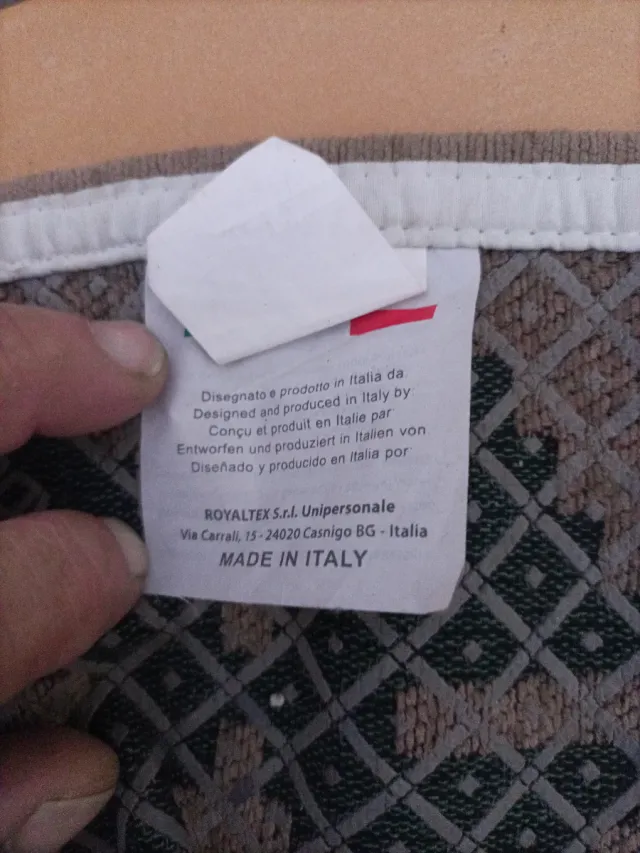 Disegnato e prodotto in Italia da
Designed and produced in Italy by
Conçu et produit en Italie par
Entworfen und produziert in Italien von
Diseñado y producido en Italia por
ROYALTEX S.r.l. Unipersonale
Via Carrali, 15 - 24020 Casnigo BG - Italia
MADE IN ITALY